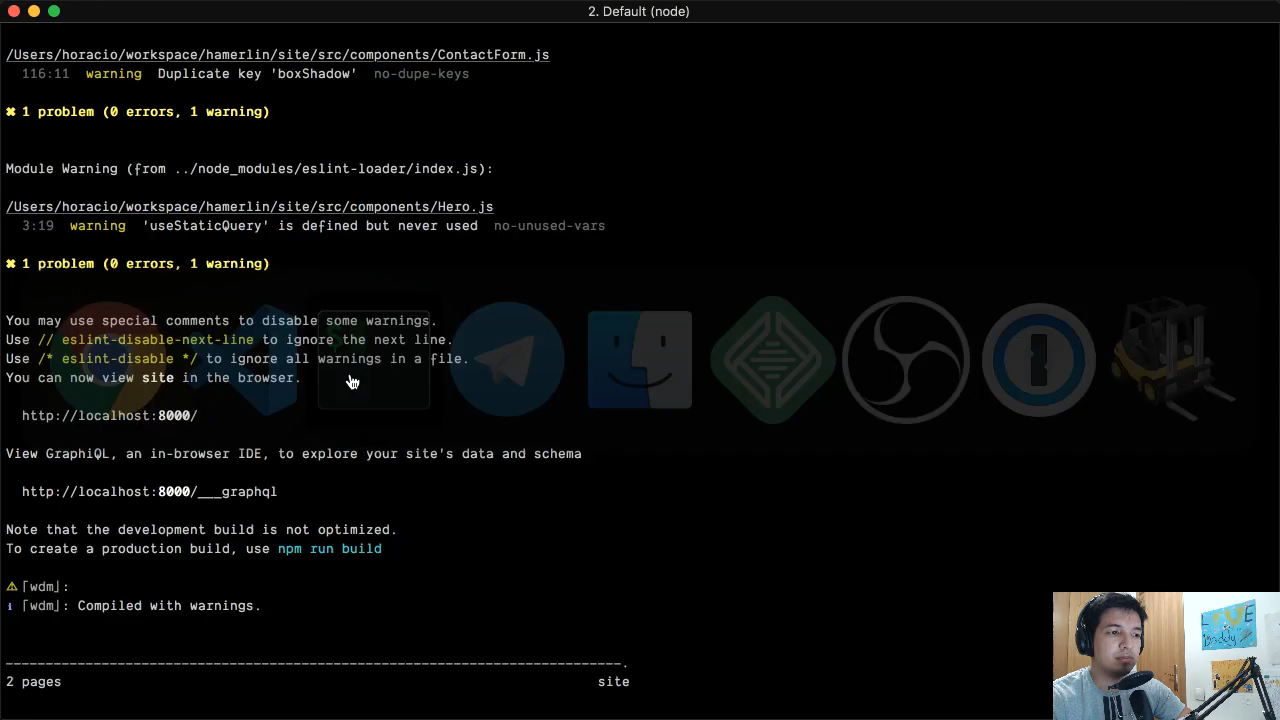 2. Default (node)
/Users/horacio/workspace/hamerlin/site/src/components/ContactForm.js
116:11  warning  Duplicate key 'boxShadow'  no-dupe-keys
✖ 1 problem (0 errors, 1 warning)
Module Warning (from ../node_modules/eslint-loader/index.js):
/Users/horacio/workspace/hamerlin/site/src/components/Hero.js
3:19  warning  'useStaticQuery' is defined but never used  no-unused-vars
✖ 1 problem (0 errors, 1 warning)
You may use special comments to disable some warnings.
Use // eslint-disable-next-line to ignore the next line.
Use /* eslint-disable */ to ignore all warnings in a file.
You can now view site in the browser.
http://localhost:8000/
View GraphiQL, an in-browser IDE, to explore your site's data and schema
http://localhost:8000/___graphql
Note that the development build is not optimized.
To create a production build, use npm run build
⚠ ⌈wdm⌋:
ℹ ⌈wdm⌋: Compiled with warnings.
2 pages site
LOVE
Daddy